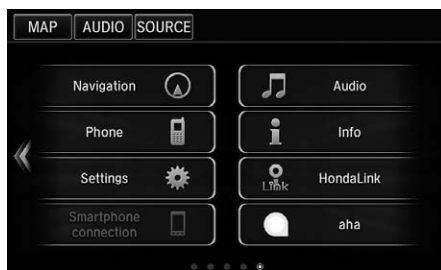 MAP AUDIO SOURCE
Navigation Audio
Phone Info
Settings Link HondaLink
Smartphone
connection
aha